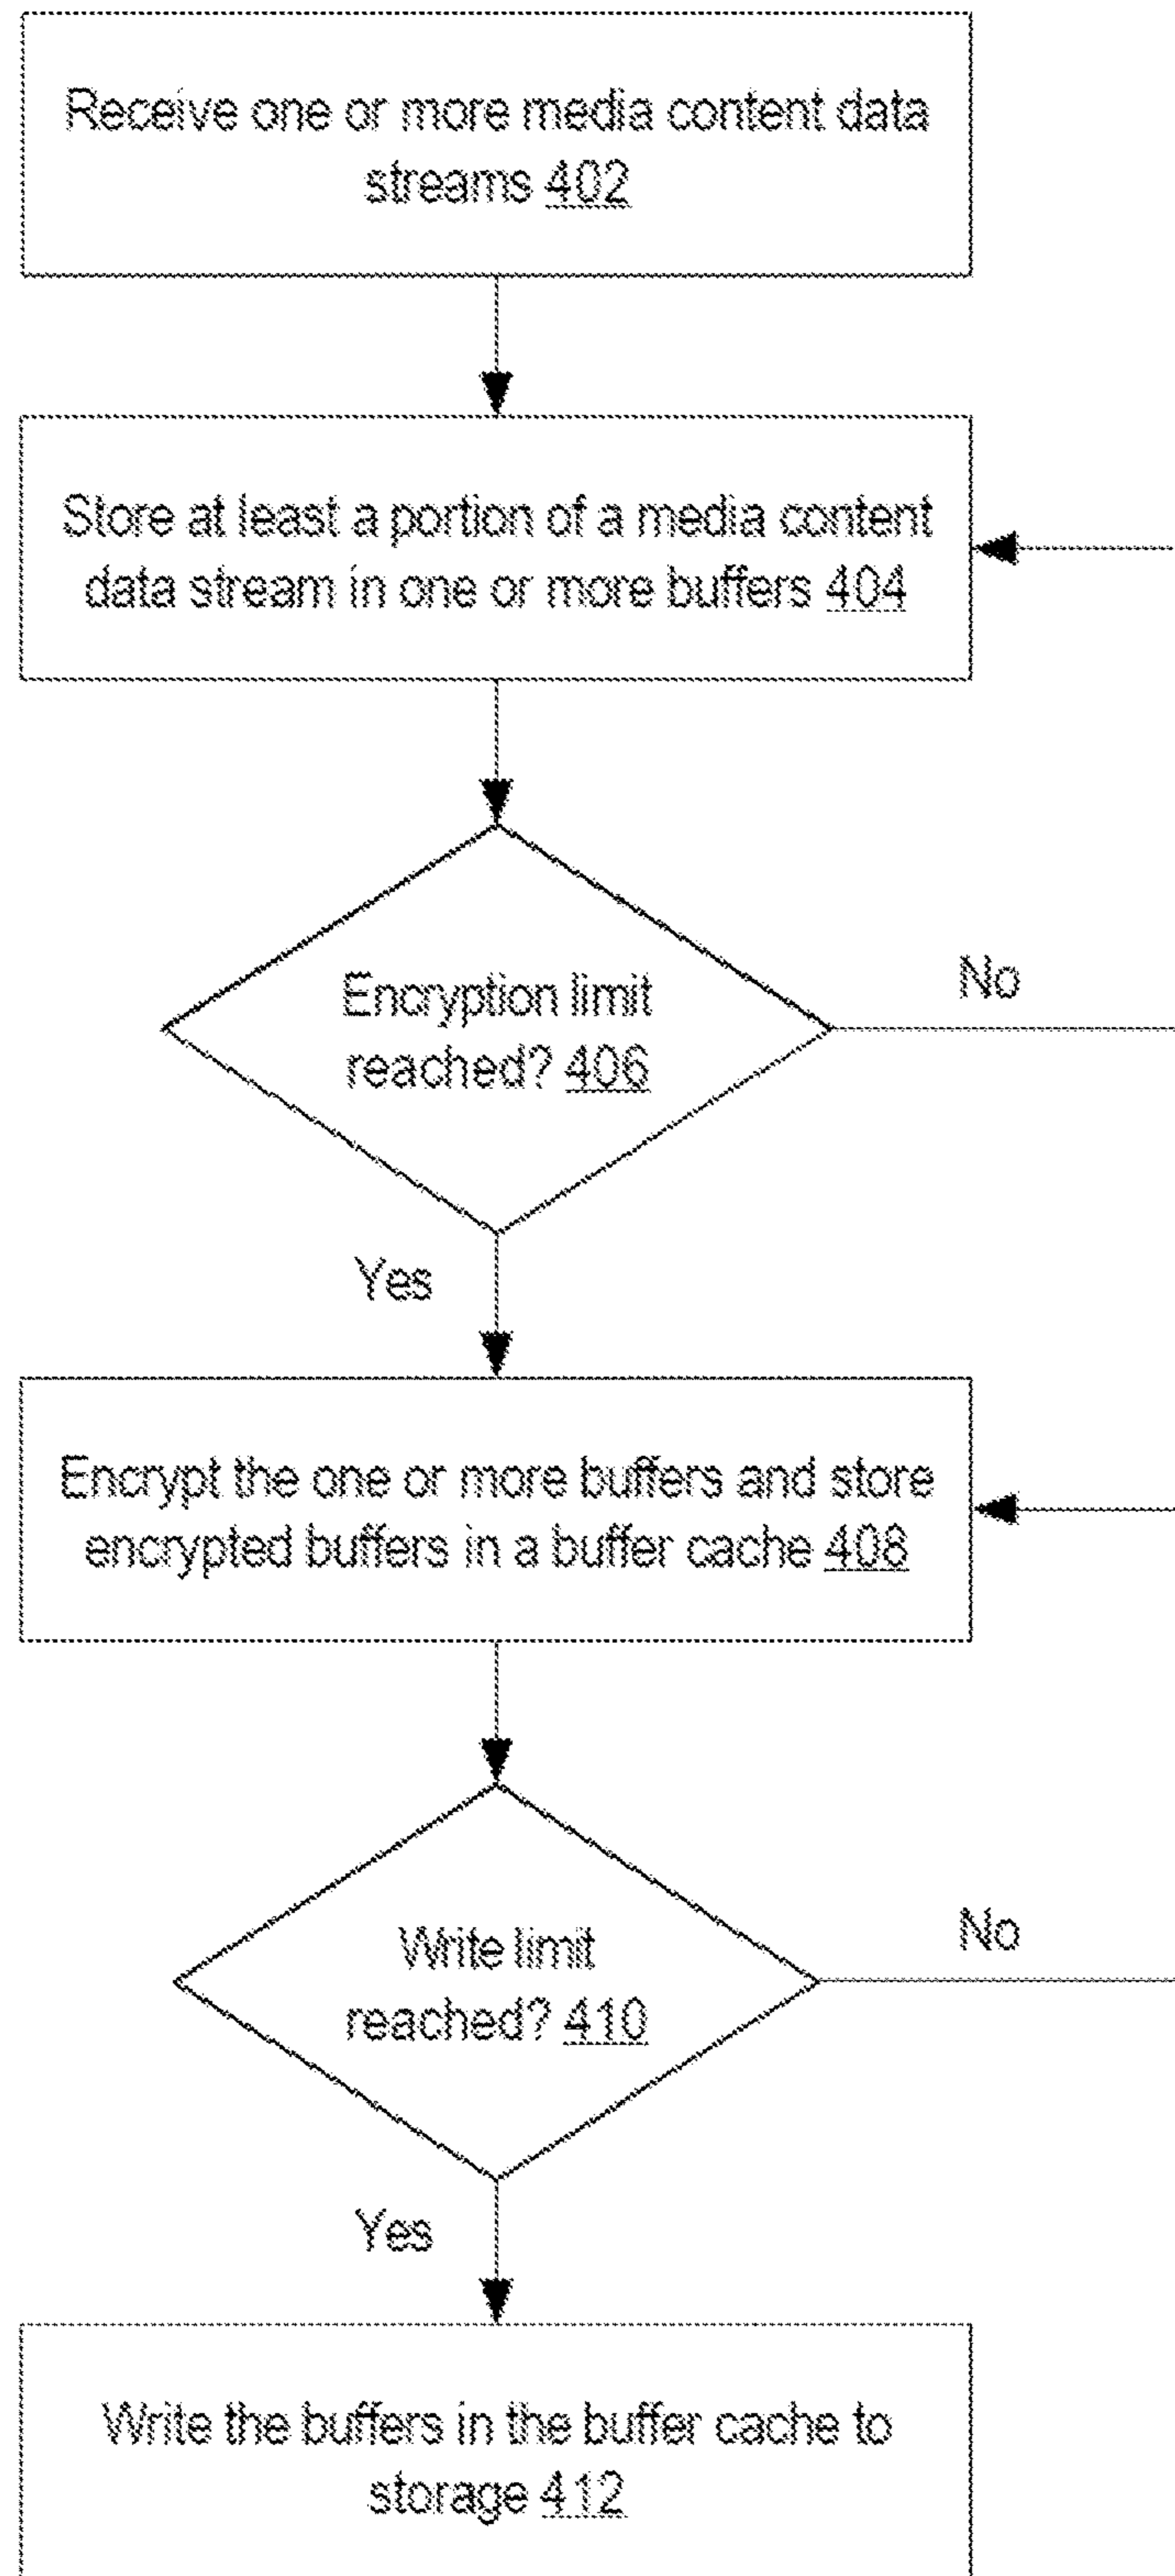 Receive one or more media content data
streams 402
Store at least a portion of a media content
data stream in one or more buffers 404
Encryption limit
reached? 406
No
Yes
Encrypt the one or more buffers and store
encrypted buffers in a buffer cache 408
Write limit
reached? 410
No
Yes
Write the buffers in the buffer cache to
storage 412